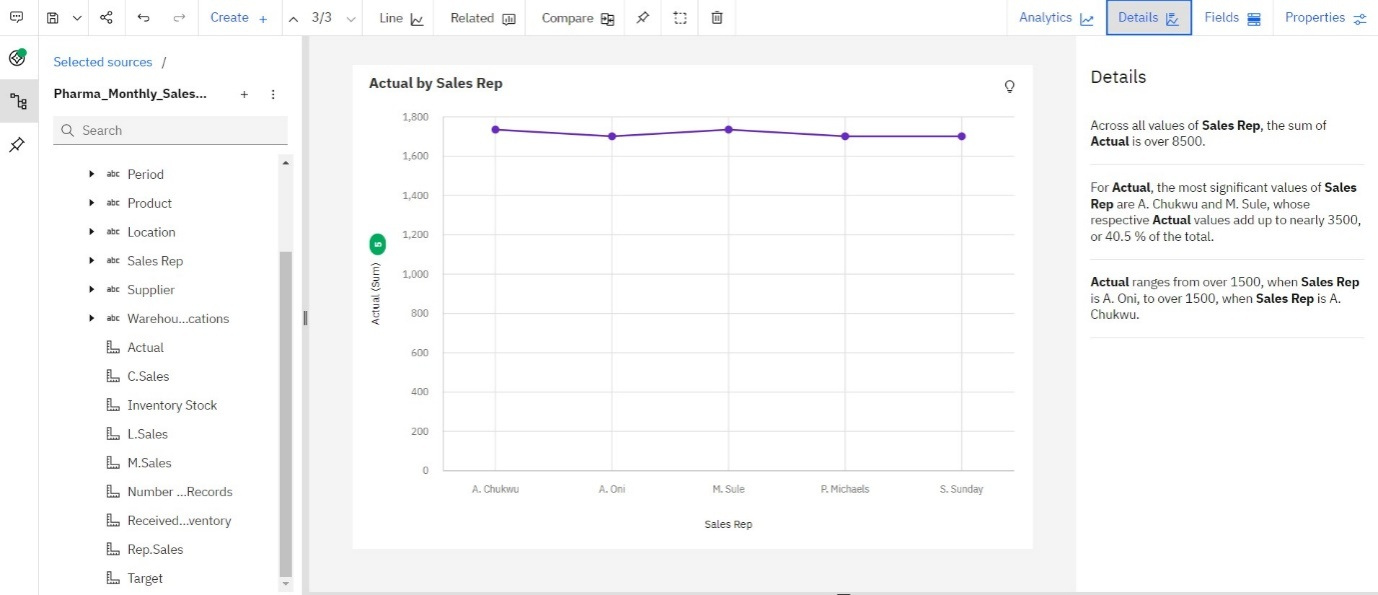 Create +
3/3
Line
Related
Compare
Analytics
Details
Fields
Properties
Selected sources /
Pharma_Monthly_Sales...
+
Search
abc Period
abc Product
abc Location
abc Sales Rep
abc Supplier
abc Warehou...cations
Actual
C.Sales
Inventory Stock
L.Sales
M.Sales
Number ...Records
Received...ventory
Rep.Sales
Target
Actual by Sales Rep
1,800
1,600
1,400
1,200
1,000
800
600
400
200
0
5
Actual (Sum)
A. Chukwu
A. Oni
M. Sule
P. Michaels
S. Sunday
Sales Rep
Details
Across all values of Sales Rep, the sum of
Actual is over 8500.
For Actual, the most significant values of Sales
Rep are A. Chukwu and M. Sule, whose
respective Actual values add up to nearly 3500,
or 40.5 % of the total.
Actual ranges from over 1500, when Sales Rep
is A. Oni, to over 1500, when Sales Rep is A.
Chukwu.